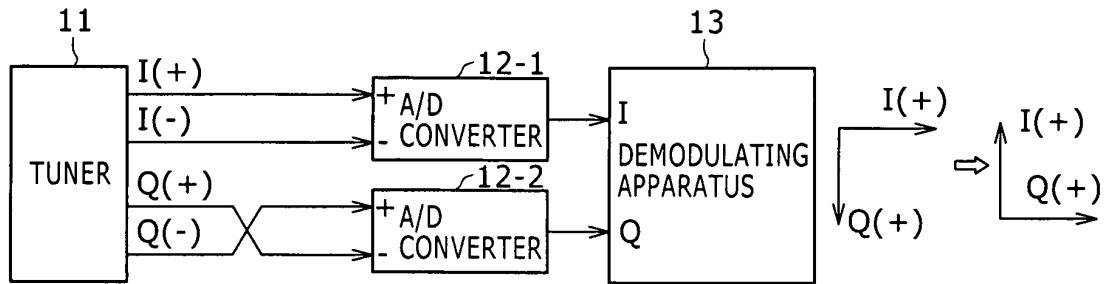 11
TUNER
I(+)
I(-)
Q(+)
Q(-)
12-1
+ A/D
- CONVERTER
12-2
+ A/D
- CONVERTER
13
I
DEMODULATING
APPARATUS
Q
I(+)
Q(+)
I(+)
Q(+)